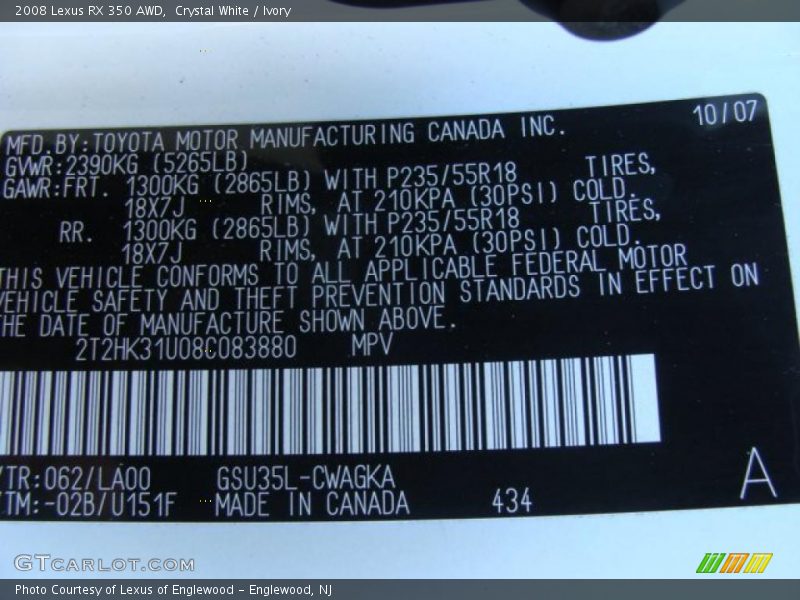 2008 Lexus RX 350 AWD, Crystal White / Ivory
10/07
MFD.BY:TOYOTA MOTOR MANUFACTURING CANADA INC.
GVWR:2390KG (5265LB)
GAWR:FRT. 1300KG (2865LB) WITH P235/55R18 TIRES,
18X7J RIMS, AT 210KPA (30PSI) COLD.
RR. 1300KG (2865LB) WITH P235/55R18 TIRES,
18X7J RIMS, AT 210KPA (30PSI) COLD.
THIS VEHICLE CONFORMS TO ALL APPLICABLE FEDERAL MOTOR
VEHICLE SAFETY AND THEFT PREVENTION STANDARDS IN EFFECT ON
THE DATE OF MANUFACTURE SHOWN ABOVE.
2T2HK31U08C083880 MPV
/TR:062/LA00 GSU35L-CWAGKA
/TM:-02B/U151F MADE IN CANADA 434
A
GTCARLOT.COM
Photo Courtesy of Lexus of Englewood - Englewood, NJ